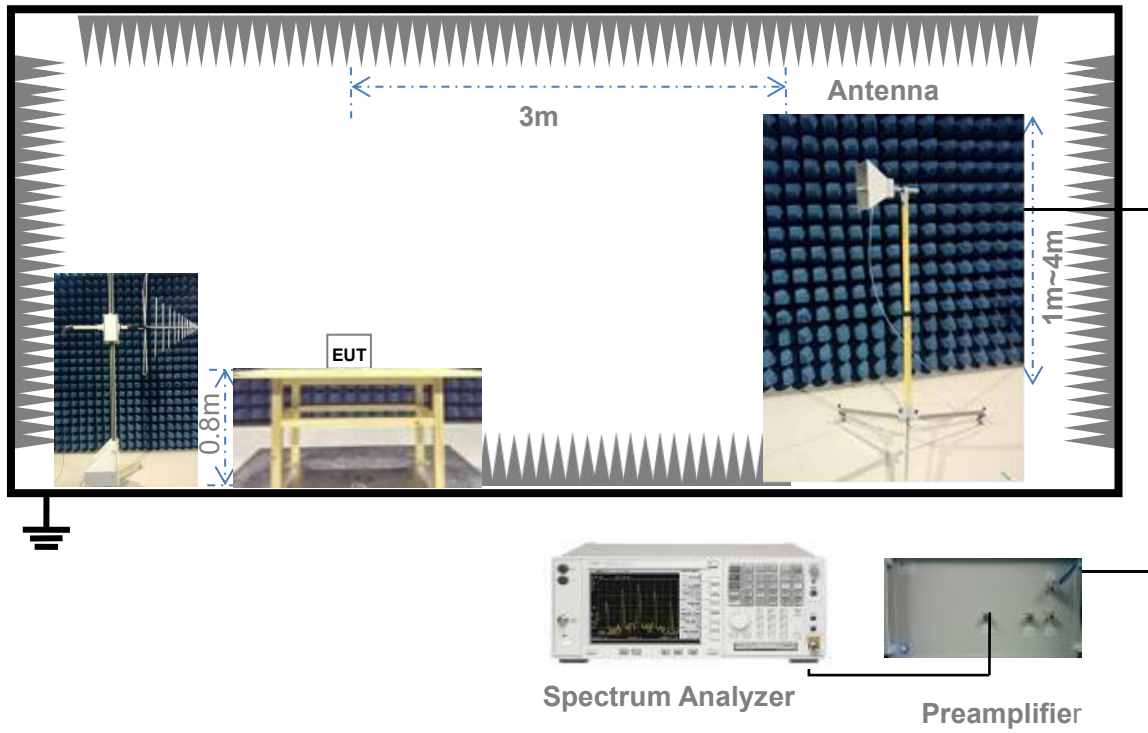 Antenna
3m
1m~4m
EUT
0.8m
Spectrum Analyzer
Preamplifier